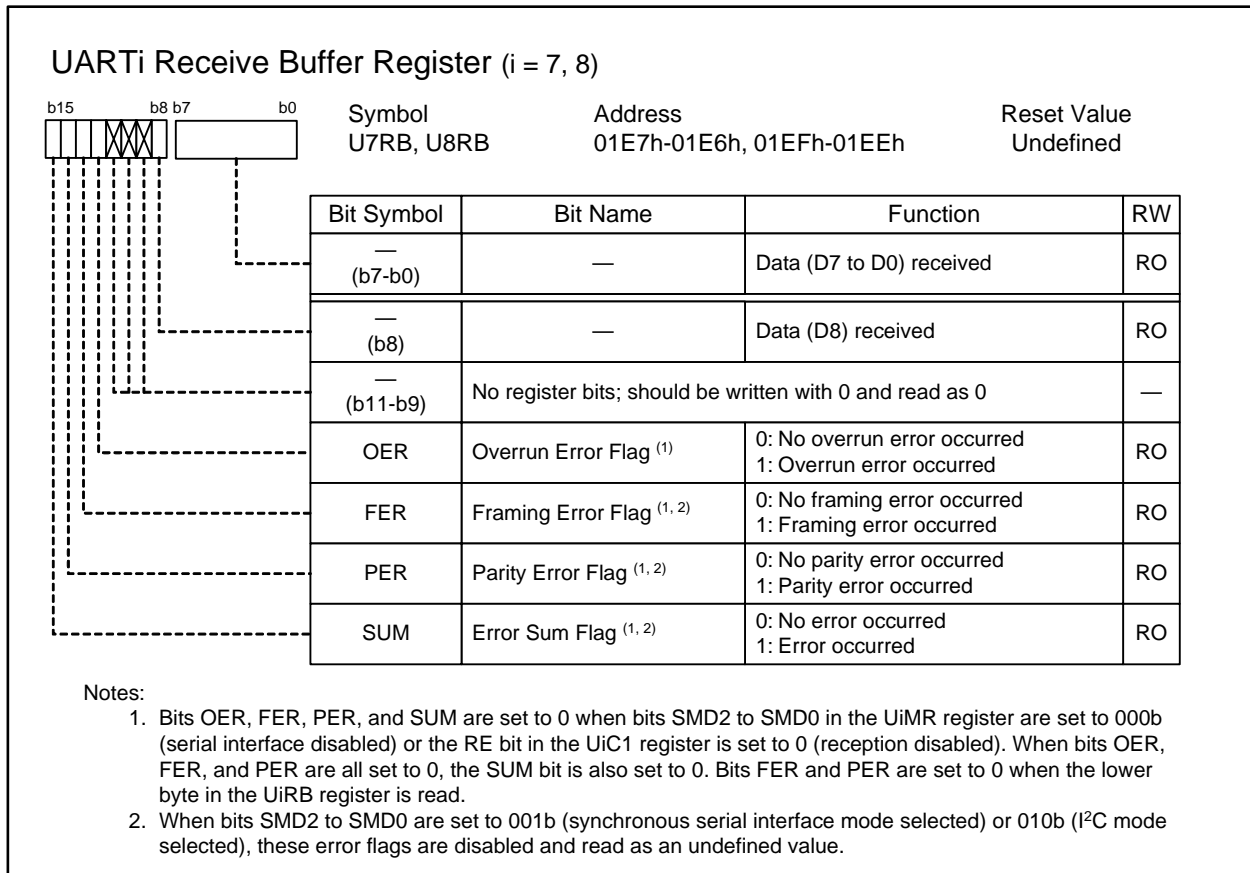 UARTi Receive Buffer Register (i = 7, 8)
b15 b8 b7 b0
Symbol Address Reset Value
U7RB, U8RB 01E7h-01E6h, 01EFh-01EEh Undefined
Bit Symbol Bit Name Function RW
—
(b7-b0) — Data (D7 to D0) received RO
—
(b8) — Data (D8) received RO
—
(b11-b9) No register bits; should be written with 0 and read as 0 —
OER Overrun Error Flag (1) 0: No overrun error occurred
1: Overrun error occurred RO
FER Framing Error Flag (1, 2) 0: No framing error occurred
1: Framing error occurred RO
PER Parity Error Flag (1, 2) 0: No parity error occurred
1: Parity error occurred RO
SUM Error Sum Flag (1, 2) 0: No error occurred
1: Error occurred RO
Notes:
1. Bits OER, FER, PER, and SUM are set to 0 when bits SMD2 to SMD0 in the UiMR register are set to 000b
(serial interface disabled) or the RE bit in the UiC1 register is set to 0 (reception disabled). When bits OER,
FER, and PER are all set to 0, the SUM bit is also set to 0. Bits FER and PER are set to 0 when the lower
byte in the UiRB register is read.
2. When bits SMD2 to SMD0 are set to 001b (synchronous serial interface mode selected) or 010b (I²C mode
selected), these error flags are disabled and read as an undefined value.